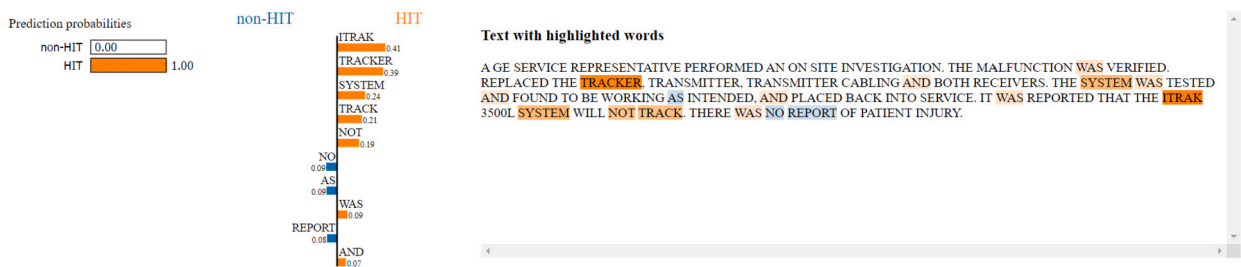 Prediction probabilities
non-HIT 0.00
HIT 1.00
non-HIT HIT
ITRAK
0.41
TRACKER
0.39
SYSTEM
0.24
TRACK
0.21
NOT
0.19
NO
0.09
AS
0.09
WAS
0.09
REPORT
0.08
AND
0.07
Text with highlighted words
A GE SERVICE REPRESENTATIVE PERFORMED AN ON SITE INVESTIGATION. THE MALFUNCTION WAS VERIFIED.
REPLACED THE TRACKER, TRANSMITTER, TRANSMITTER CABLING AND BOTH RECEIVERS. THE SYSTEM WAS TESTED
AND FOUND TO BE WORKING AS INTENDED, AND PLACED BACK INTO SERVICE. IT WAS REPORTED THAT THE ITRAK
3500L SYSTEM WILL NOT TRACK. THERE WAS NO REPORT OF PATIENT INJURY.